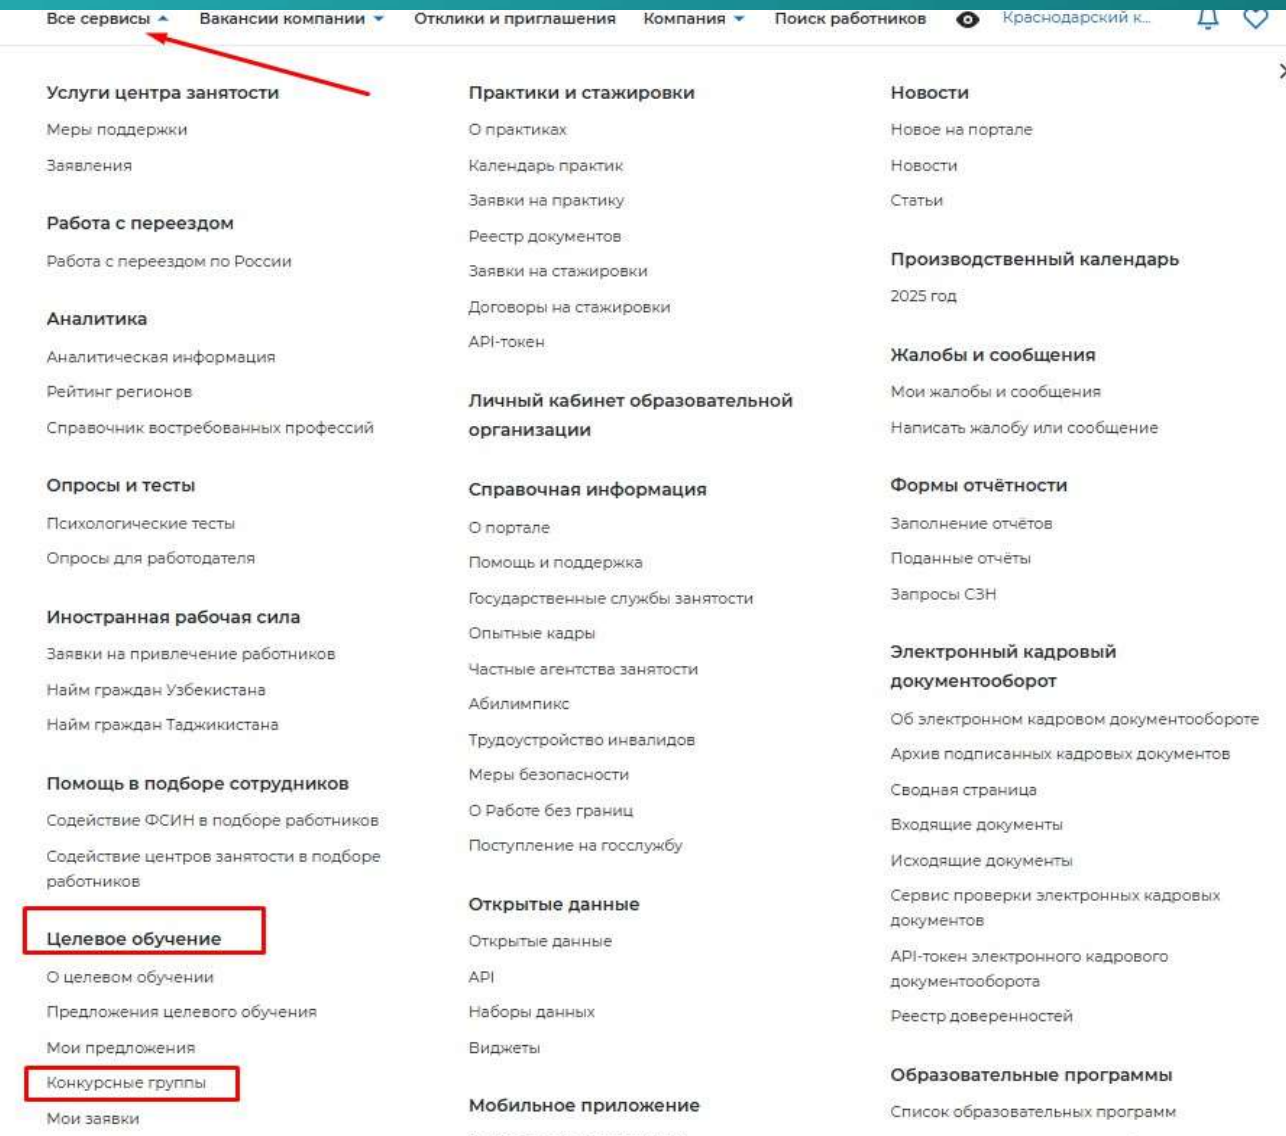 Все сервисы Вакансии компании Отклики и приглашения Компания Поиск работников Краснодарский к...
Услуги центра занятости
Меры поддержки
Заявления
Работа с переездом
Работа с переездом по России
Аналитика
Аналитическая информация
Рейтинг регионов
Справочник востребованных профессий
Опросы и тесты
Психологические тесты
Опросы для работодателя
Иностранная рабочая сила
Заявки на привлечение работников
Найм граждан Узбекистана
Найм граждан Таджикистана
Помощь в подборе сотрудников
Содействие ФСИН в подборе работников
Содействие центров занятости в подборе
работников
Целевое обучение
О целевом обучении
Предложения целевого обучения
Мои предложения
Конкурсные группы
Мои заявки
Практики и стажировки
О практиках
Календарь практик
Заявки на практику
Реестр документов
Заявки на стажировки
Договоры на стажировки
API-токен
Личный кабинет образовательной
организации
Справочная информация
О портале
Помощь и поддержка
Государственные службы занятости
Опытные кадры
Частные агентства занятости
Абилимпикс
Трудоустройство инвалидов
Меры безопасности
О Работе без границ
Поступление на госслужбу
Открытые данные
Открытые данные
API
Наборы данных
Виджеты
Мобильное приложение
Новости
Новое на портале
Новости
Статьи
Производственный календарь
2025 год
Жалобы и сообщения
Мои жалобы и сообщения
Написать жалобу или сообщение
Формы отчётности
Заполнение отчётов
Поданные отчёты
Запросы СЗН
Электронный кадровый
документооборот
Об электронном кадровом документообороте
Архив подписанных кадровых документов
Сводная страница
Входящие документы
Исходящие документы
Сервис проверки электронных кадровых
документов
API-токен электронного кадрового
документооборота
Реестр доверенностей
Образовательные программы
Список образовательных программ